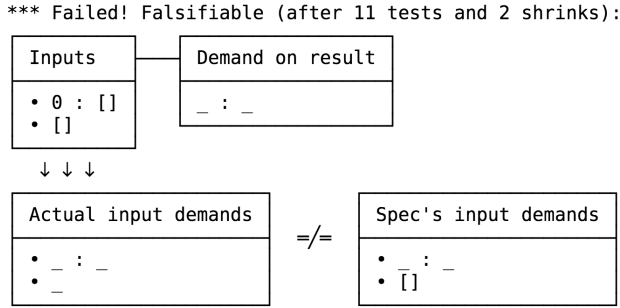 *** Failed! Falsifiable (after 11 tests and 2 shrinks):
Inputs
• 0 : []
• []
Demand on result
_ : _
↓ ↓ ↓
Actual input demands
• _ : _
• _
=/=
Spec's input demands
• _ : _
• []